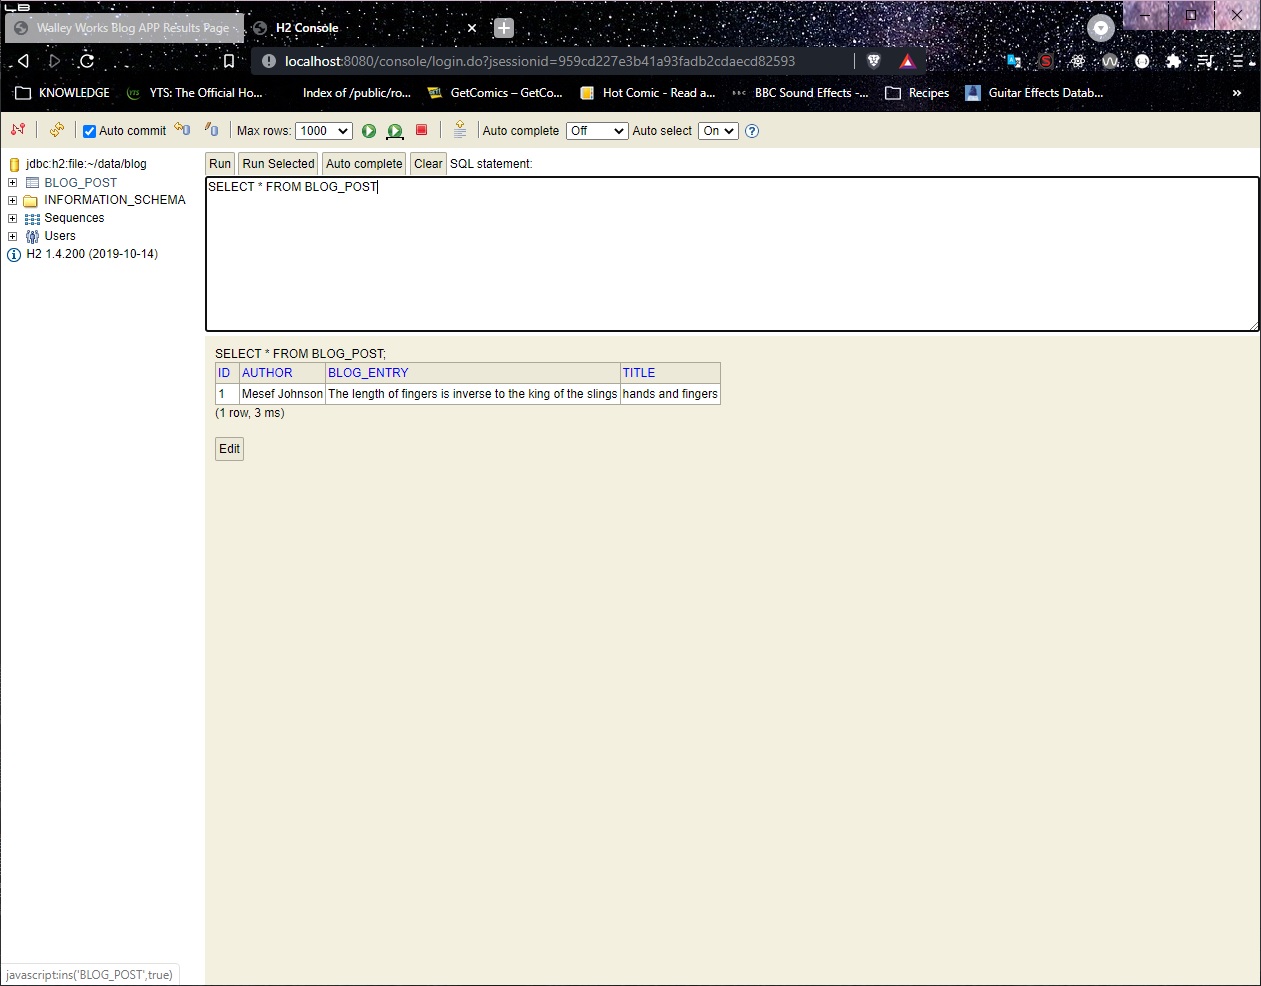 Walley Works Blog APP Results Page
H2 Console
localhost:8080/console/login.do?jsessionid=959cd227e3b41a93fadb2cdaecd82593
KNOWLEDGE
YTS: The Official Ho...
Index of /public/ro...
GetComics – GetCo...
Hot Comic - Read a...
BBC Sound Effects -...
Recipes
Guitar Effects Datab...
»
Auto commit
Max rows: 1000
Auto complete Off
Auto select On
?
jdbc:h2:file:~/data/blog
BLOG_POST
INFORMATION_SCHEMA
Sequences
Users
H2 1.4.200 (2019-10-14)
Run Run Selected Auto complete Clear SQL statement:
SELECT * FROM BLOG_POST
SELECT * FROM BLOG_POST;
ID AUTHOR BLOG_ENTRY TITLE
1 Mesef Johnson The length of fingers is inverse to the king of the slings hands and fingers
(1 row, 3 ms)
Edit
javascript:ins('BLOG_POST',true)